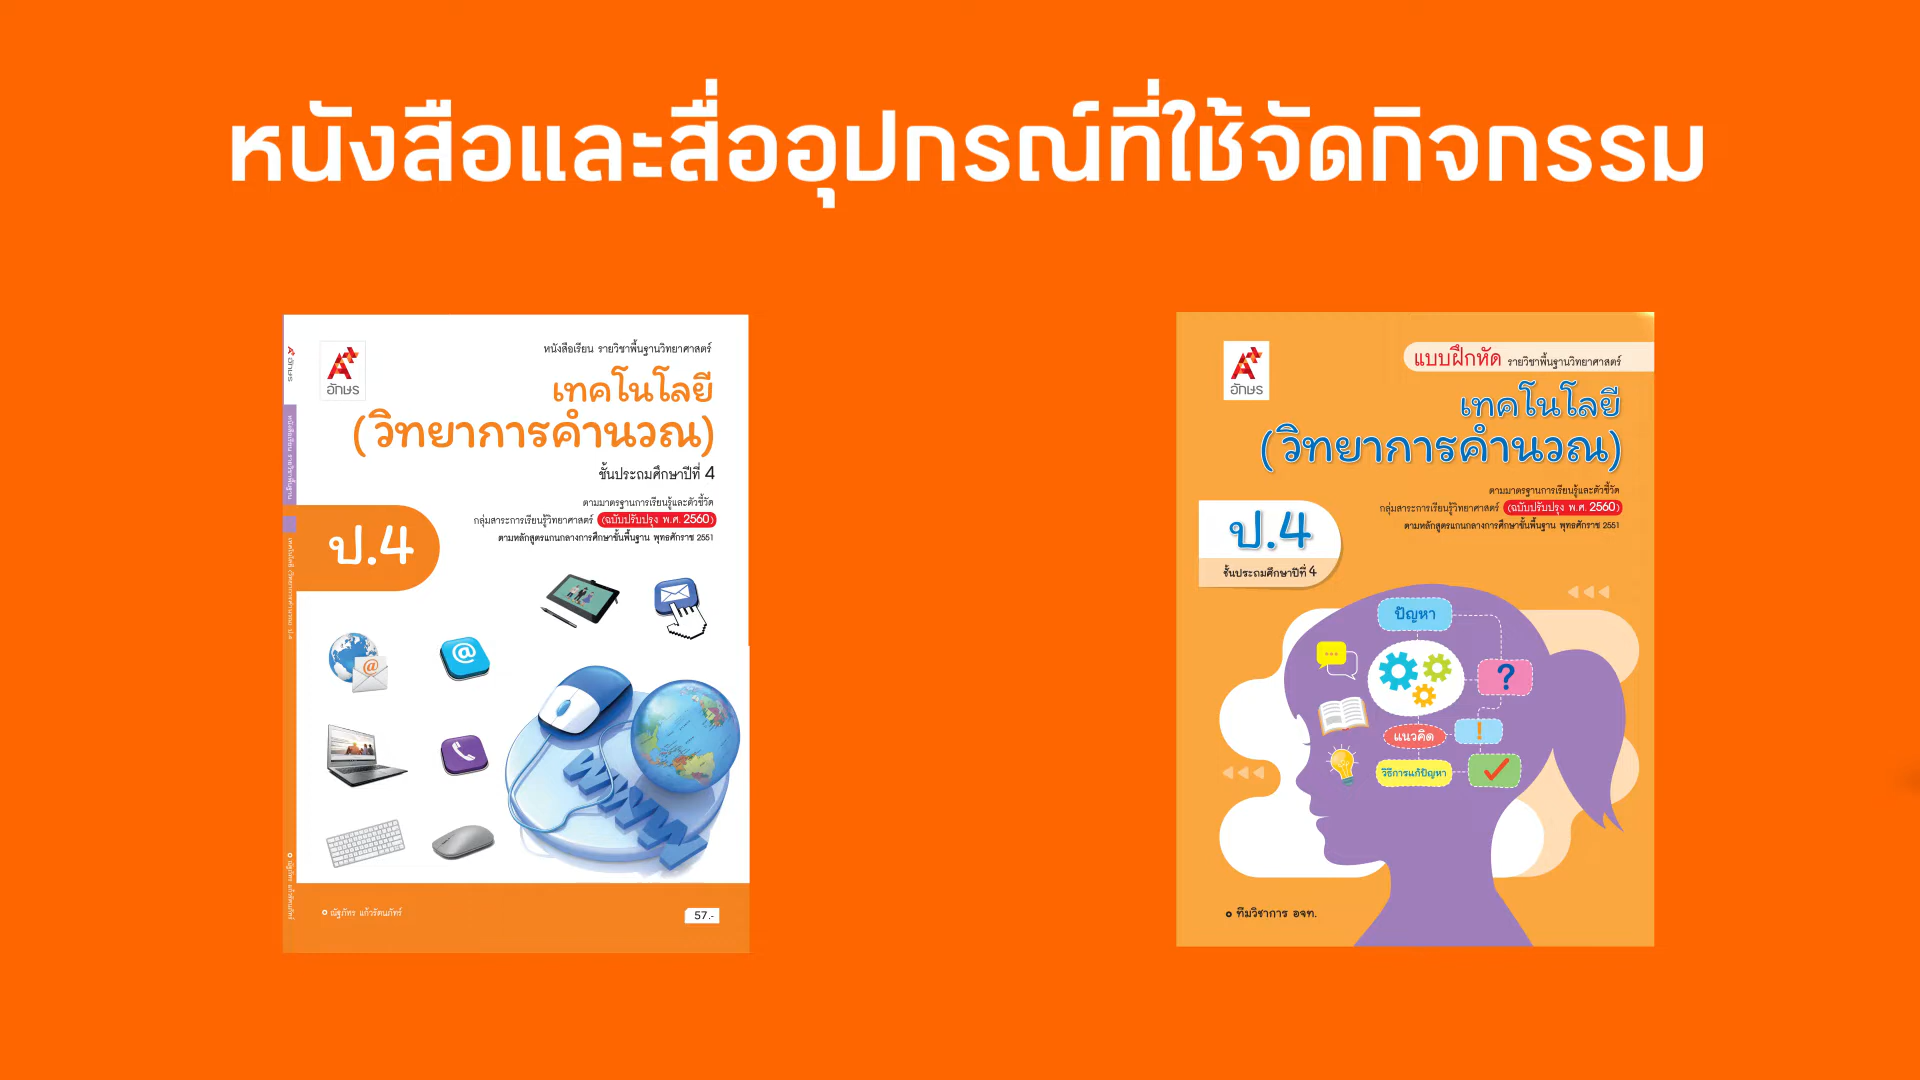 หนังสือและสื่ออุปกรณ์ที่ใช้จัดกิจกรรม
อักษร
หนังสือเรียน รายวิชาพื้นฐานวิทยาศาสตร์
เทคโนโลยี
(วิทยาการคำนวณ)
ชั้นประถมศึกษาปีที่ 4
ตามมาตรฐานการเรียนรู้และตัวชี้วัด
กลุ่มสาระการเรียนรู้วิทยาศาสตร์ (ฉบับปรับปรุง พ.ศ. 2560)
ตามหลักสูตรแกนกลางการศึกษาขั้นพื้นฐาน พุทธศักราช 2551
ป.4
@
@
WWW
ณัฐภัทร แก้วรัตนภัทร์
57.-
อักษร
แบบฝึกหัด รายวิชาพื้นฐานวิทยาศาสตร์
เทคโนโลยี
(วิทยาการคำนวณ)
ตามมาตรฐานการเรียนรู้และตัวชี้วัด
กลุ่มสาระการเรียนรู้วิทยาศาสตร์ (ฉบับปรับปรุง พ.ศ. 2560)
ตามหลักสูตรแกนกลางการศึกษาขั้นพื้นฐาน พุทธศักราช 2551
ป.4
ชั้นประถมศึกษาปีที่ 4
ปัญหา
?
แนวคิด
!
วิธีการแก้ปัญหา
ทีมวิชาการ อจท.